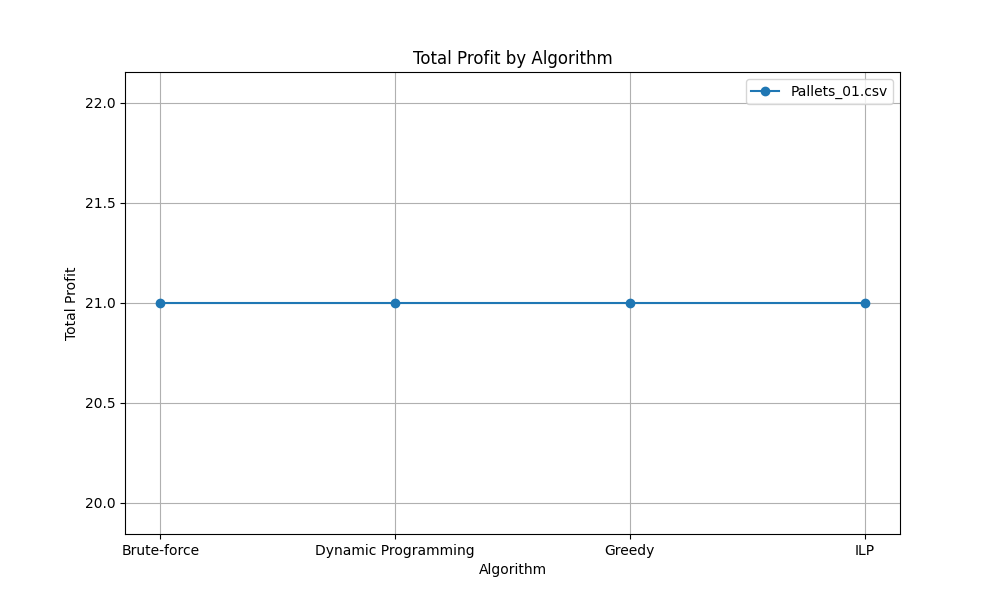 Total Profit by Algorithm
Pallets_01.csv
22.0
21.5
21.0
20.5
20.0
Total Profit
Brute-force
Dynamic Programming
Greedy
ILP
Algorithm